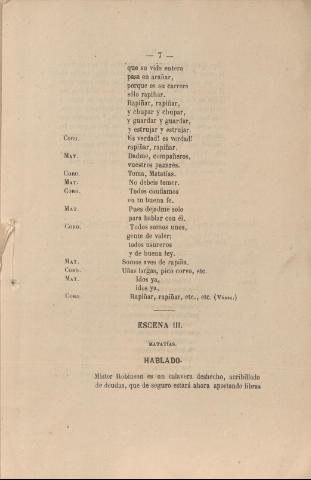 — 7 —
que su vida entera
pasa en arañar,
porque es su carrera
sólo rapiñar.
Rapiñar, rapiñar,
y chupar y chupar,
y guardar y guardar,
y estrujar y estrujar.
CORO. Es verdad! es verdad!
rapiñar, rapiñar.
MAT. Dadme, compañeros,
vuestros pagarés.
CORO. Toma, Matatías.
MAT. No debeis temer.
CORO. Todos confiamos
en tu buena fe.
MAT. Pues dejadme solo
para hablar con él.
CORO. Todos somos unos,
gente de valer;
todos usureros
y de buena ley.
MAT. Somos aves de rapiña.
CORO. Uñas largas, pico corvo, etc.
MAT. Idos ya,
idos ya.
CORO. Rapiñar, rapiñar, etc., etc. (Vanse.)
ESCENA III.
MATATÍAS.
HABLADO.
Míster Robinson es un calavera deshecho, acribillado
de deudas, que de seguro estará ahora apostando libras